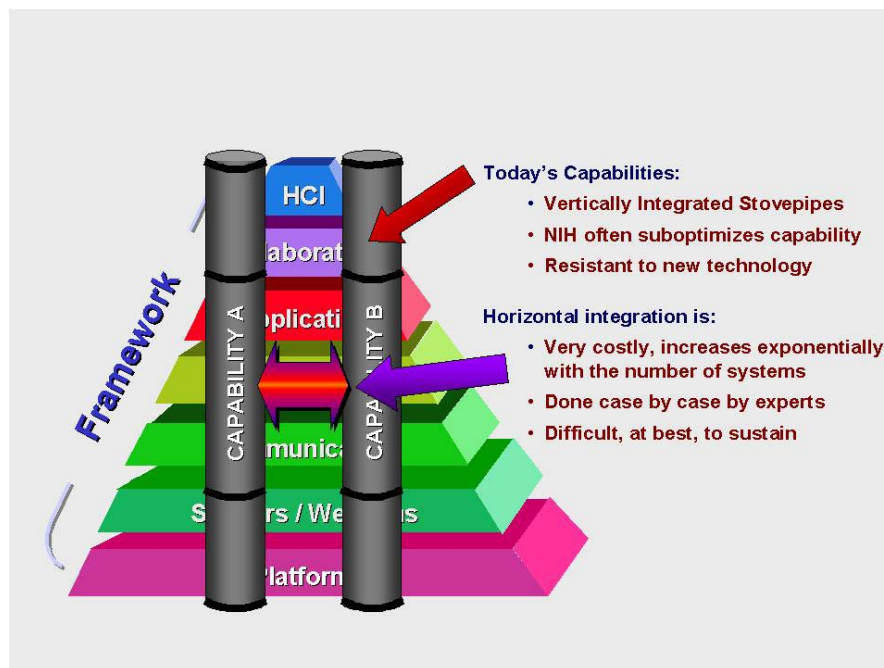 HCI
Framework
CAPABILITY A
CAPABILITY B
/
Today's Capabilities:
• Vertically Integrated Stovepipes
• NIH often suboptimizes capability
• Resistant to new technology
Horizontal integration is:
• Very costly, increases exponentially
with the number of systems
• Done case by case by experts
• Difficult, at best, to sustain